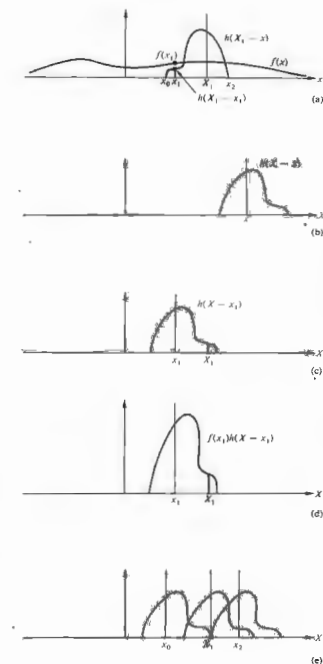 h(X₁ − x)
f(x₁)
f(x)
x₀ x₁ X₁ x₂ x
h(X₁ − x₁)
(a)
x X
(b)
h(X − x₁)
x₁ X₁ X
(c)
f(x₁)h(X − x₁)
x₁ X₁ X
(d)
x₀ X₁ x₂ X
(e)